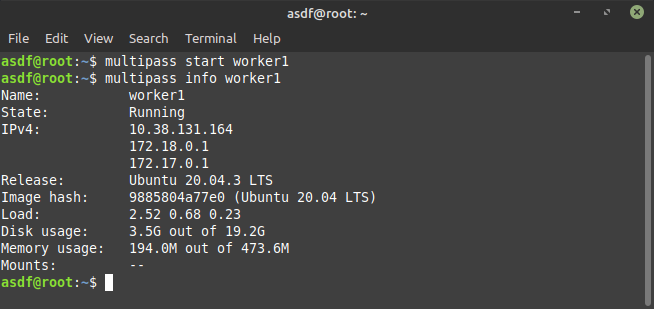 asdf@root: ~
File Edit View Search Terminal Help
asdf@root:~$ multipass start worker1
asdf@root:~$ multipass info worker1
Name:           worker1
State:          Running
IPv4:           10.38.131.164
                172.18.0.1
                172.17.0.1
Release:        Ubuntu 20.04.3 LTS
Image hash:     9885804a77e0 (Ubuntu 20.04 LTS)
Load:           2.52 0.68 0.23
Disk usage:     3.5G out of 19.2G
Memory usage:   194.0M out of 473.6M
Mounts:         --
asdf@root:~$